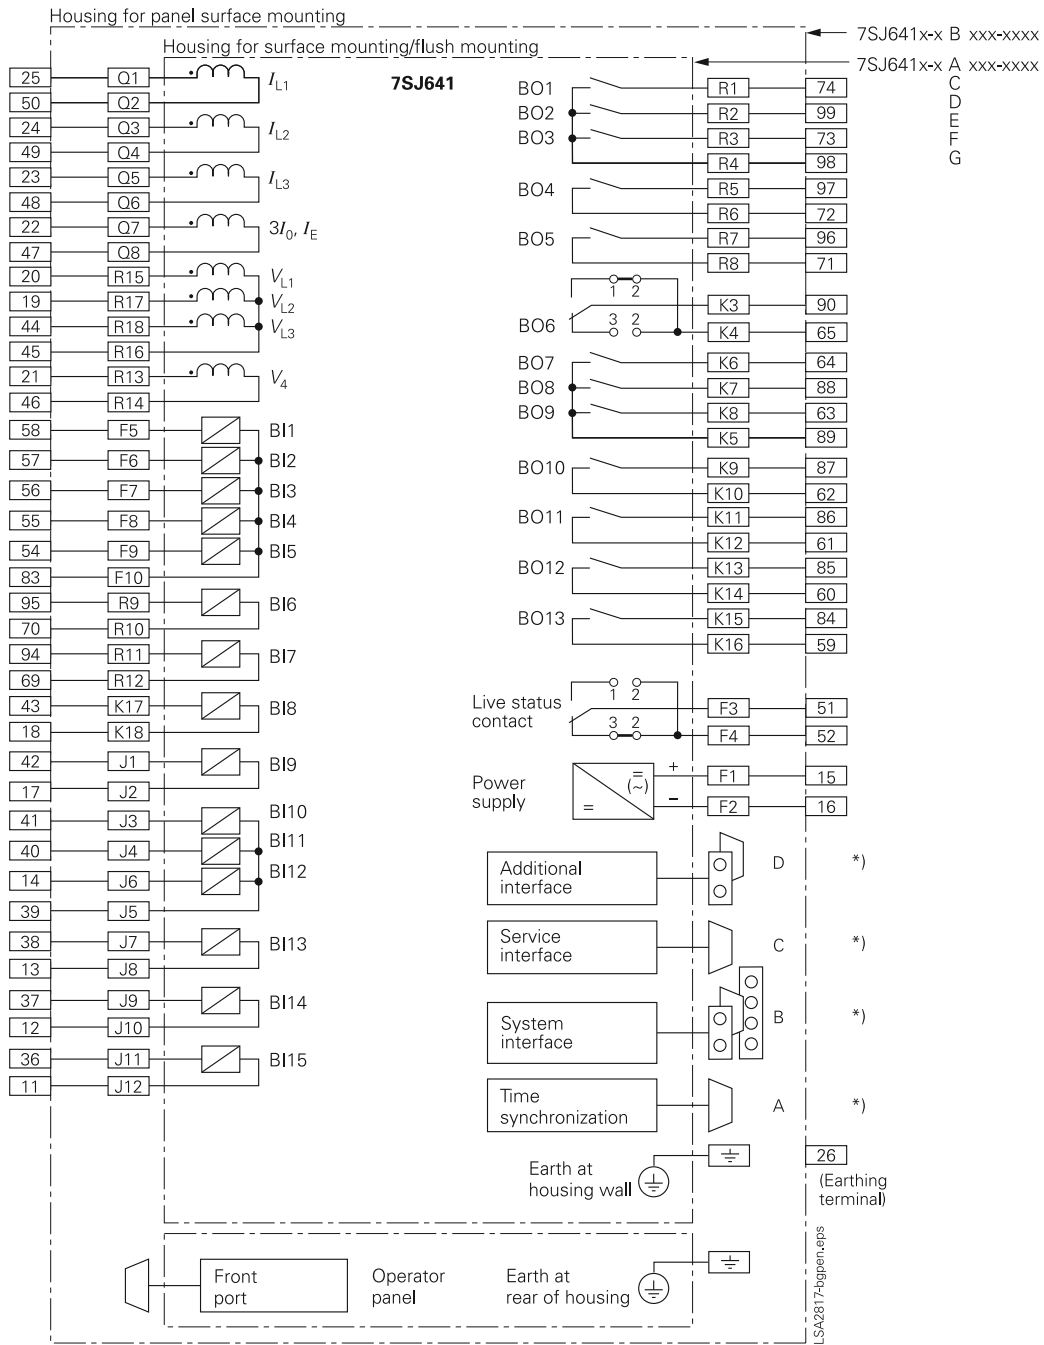 Housing for panel surface mounting
7SJ641x-x B xxx-xxxx
Housing for surface mounting/flush mounting
7SJ641x-x A xxx-xxxx
C
D
E
F
G
7SJ641
25 Q1 IL1
50 Q2
24 Q3 IL2
49 Q4
23 Q5 IL3
48 Q6
22 Q7 3I0, IE
47 Q8
20 R15 VL1
19 R17 VL2
44 R18 VL3
45 R16
21 R13 V4
46 R14
58 F5 BI1
57 F6 BI2
56 F7 BI3
55 F8 BI4
54 F9 BI5
83 F10
95 R9 BI6
70 R10
94 R11 BI7
69 R12
43 K17 BI8
18 K18
42 J1 BI9
17 J2
41 J3 BI10
40 J4 BI11
14 J6 BI12
39 J5
38 J7 BI13
13 J8
37 J9 BI14
12 J10
36 J11 BI15
11 J12
BO1 R1 74
BO2 R2 99
BO3 R3 73
R4 98
BO4 R5 97
R6 72
BO5 R7 96
R8 71
1 2
BO6 K3 90
3 2
K4 65
BO7 K6 64
BO8 K7 88
BO9 K8 63
K5 89
BO10 K9 87
K10 62
BO11 K11 86
K12 61
BO12 K13 85
K14 60
BO13 K15 84
K16 59
1 2
Live status
contact
F3 51
3 2
F4 52
Power
supply
= (~) =
+ F1 15
- F2 16
Additional
interface
D *)
Service
interface
C *)
System
interface
B *)
Time
synchronization
A *)
Earth at
housing wall
26
(Earthing
terminal)
Front
port
Operator
panel
Earth at
rear of housing
LSA2817-bgpen.eps